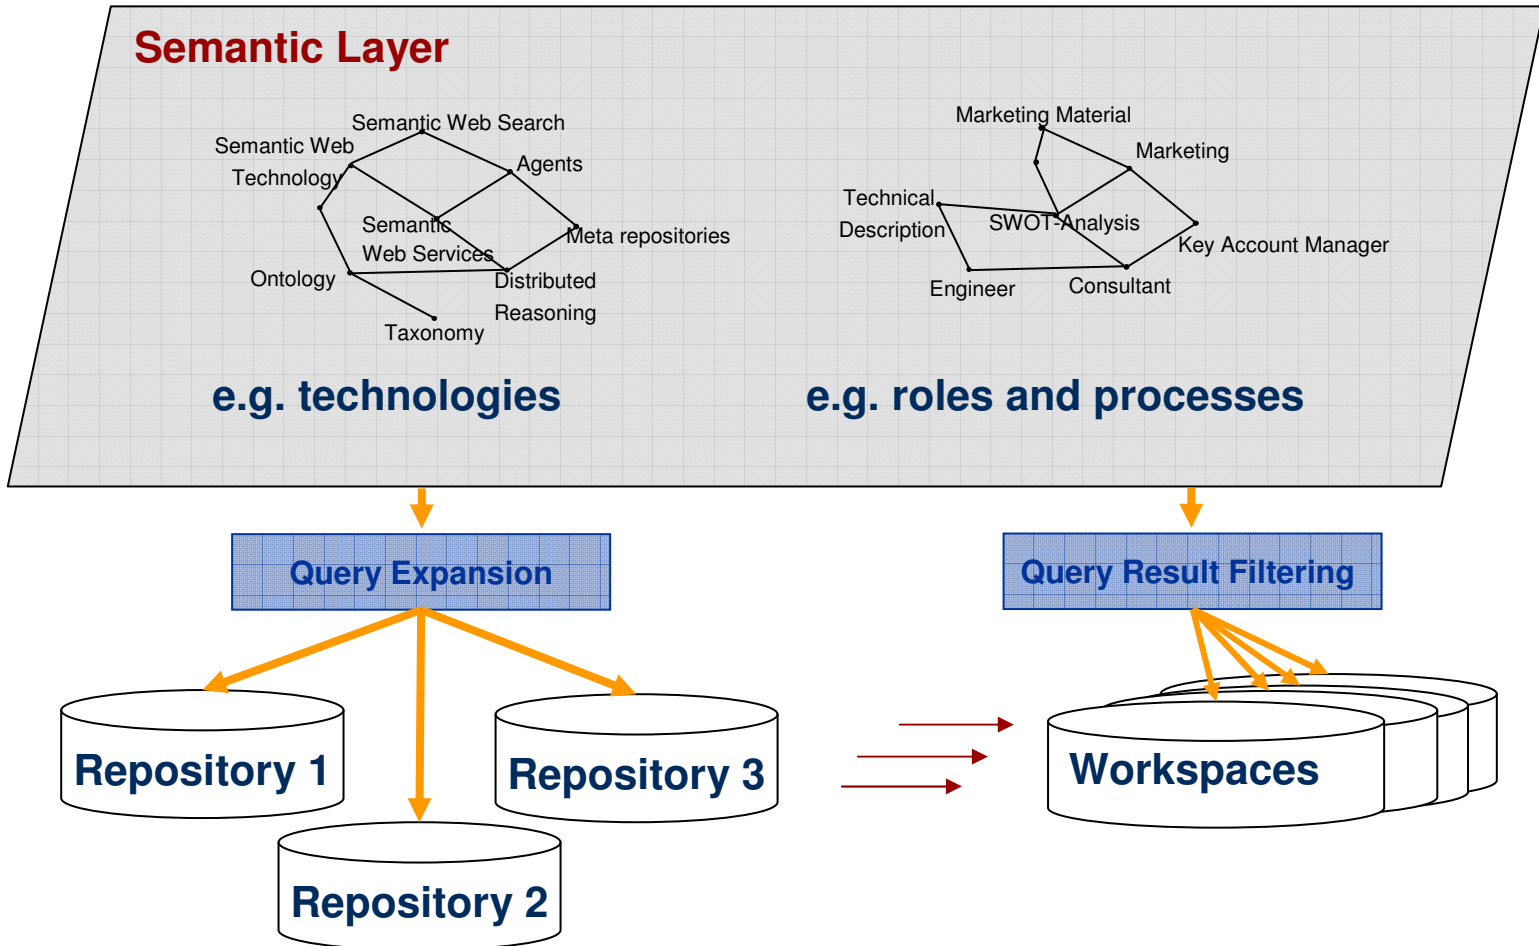 Semantic Layer
Semantic Web Search
Semantic Web
Technology
Agents
Semantic
Web Services
Meta repositories
Ontology
Distributed
Reasoning
Taxonomy
e.g. technologies
Marketing Material
Marketing
Technical
Description
SWOT-Analysis
Key Account Manager
Engineer
Consultant
e.g. roles and processes
Query Expansion
Query Result Filtering
Repository 1
Repository 3
Repository 2
Workspaces